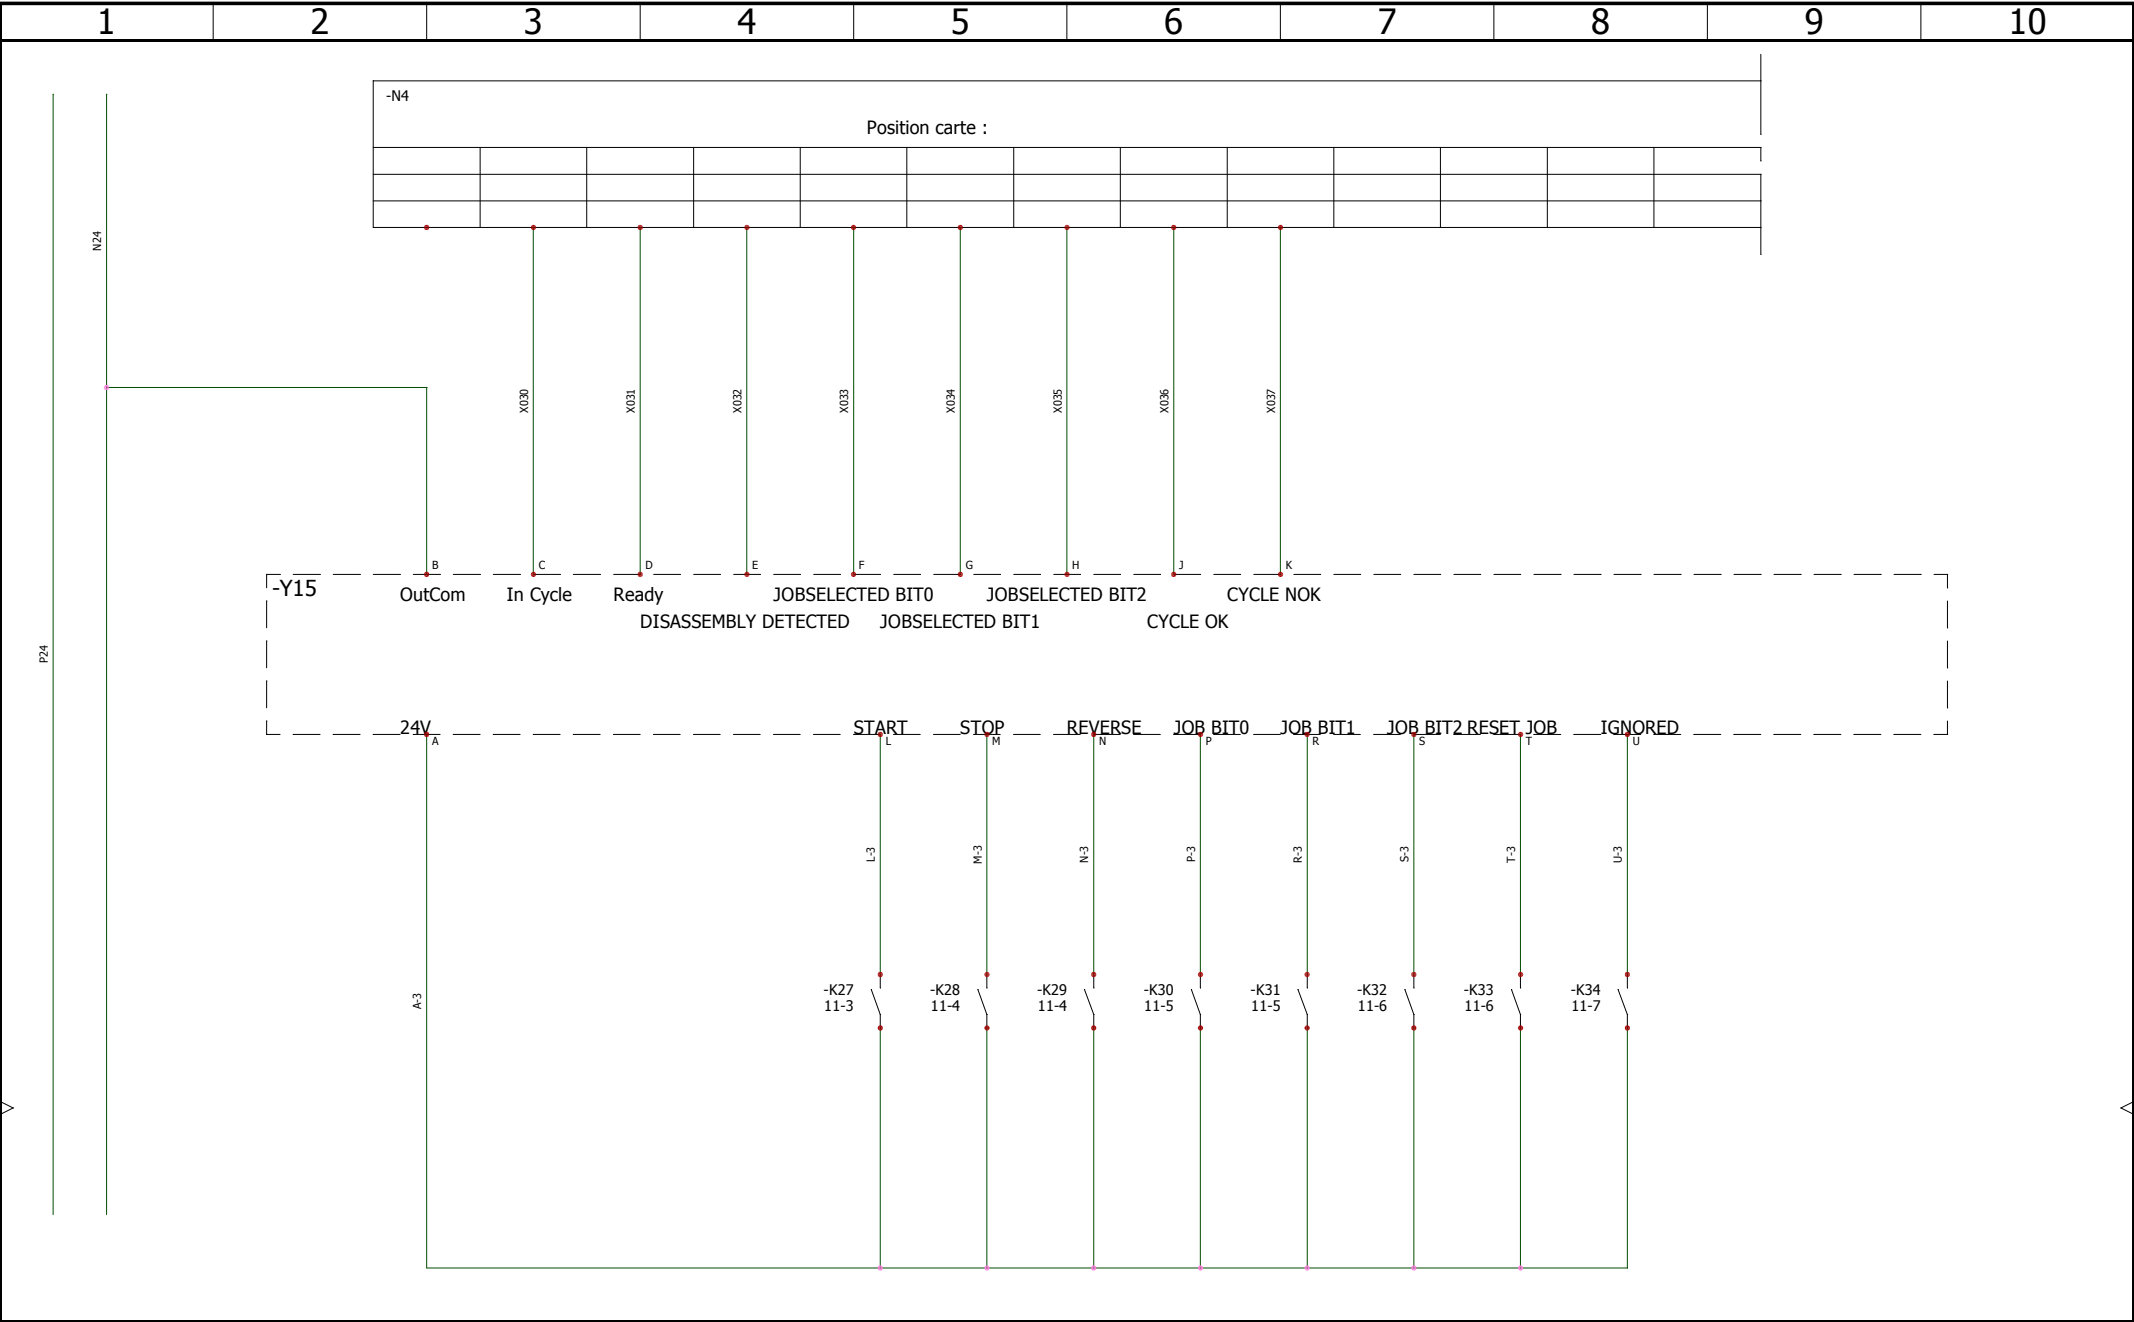 1 2 3 4 5 6 7 8 9 10
-N4
Position carte :
N24
X030 X031 X032 X033 X034 X035 X036 X037
B C D E F G H J K
-Y15
OutCom In Cycle Ready JOBSELECTED BIT0 JOBSELECTED BIT2 CYCLE NOK
DISASSEMBLY DETECTED JOBSELECTED BIT1 CYCLE OK
P24
24V START STOP REVERSE JOB BIT0 JOB BIT1 JOB BIT2 RESET JOB IGNORED
A L M N P R S T U
L-3 M-3 N-3 P-3 R-3 S-3 T-3 U-3
A-3
-K27 -K28 -K29 -K30 -K31 -K32 -K33 -K34
11-3 11-4 11-4 11-5 11-5 11-6 11-6 11-7